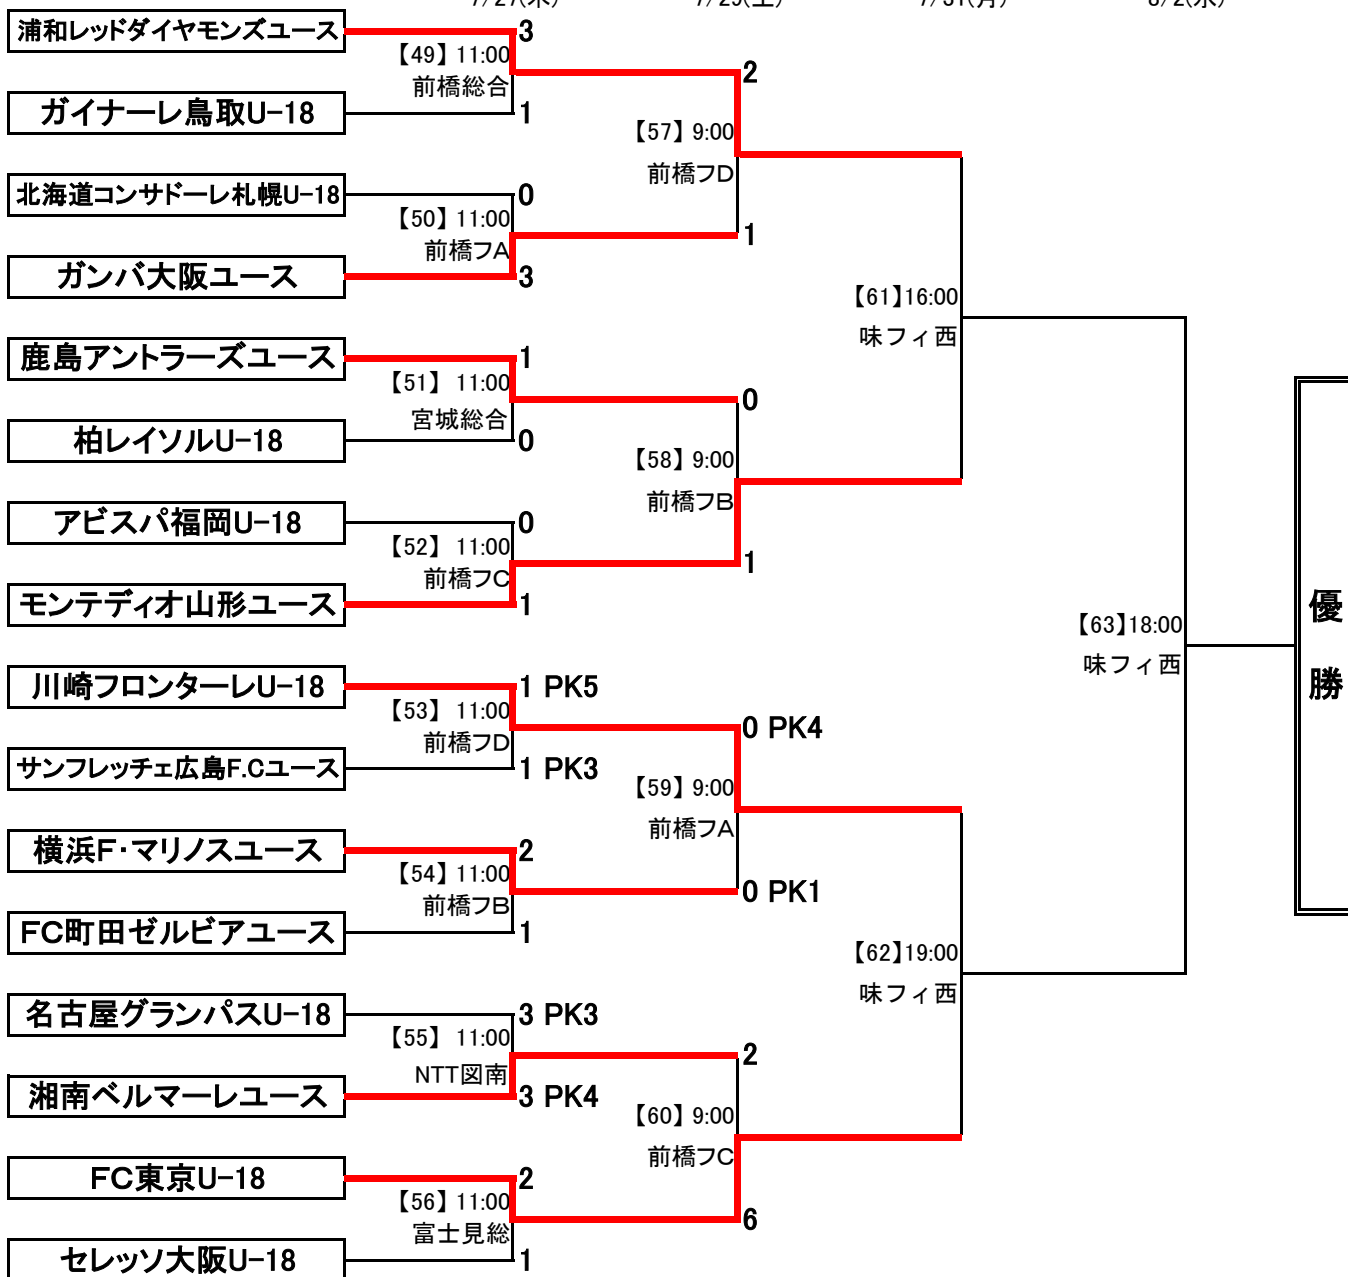 7/27(木) 7/29(土) 7/31(月) 8/2(水)
浦和レッドダイヤモンズユース 3
【49】 11:00
前橋総合
ガイナーレ鳥取U-18 1
2
【57】 9:00
前橋フD
北海道コンサドーレ札幌U-18 0
【50】 11:00
前橋フA
ガンバ大阪ユース 3
1
【61】16:00
味フィ西
鹿島アントラーズユース 1
【51】 11:00
宮城総合
柏レイソルU-18 0
0
【58】 9:00
前橋フB
アビスパ福岡U-18 0
【52】 11:00
前橋フC
モンテディオ山形ユース 1
1
【63】18:00
味フィ西
優
勝
川崎フロンターレU-18 1 PK5
【53】 11:00
前橋フD
サンフレッチェ広島F.Cユース 1 PK3
0 PK4
【59】 9:00
前橋フA
横浜F・マリノスユース 2
【54】 11:00
前橋フB
FC町田ゼルビアユース 1
0 PK1
【62】19:00
味フィ西
名古屋グランパスU-18 3 PK3
【55】 11:00
NTT図南
湘南ベルマーレユース 3 PK4
2
【60】 9:00
前橋フC
FC東京U-18 2
【56】 11:00
富士見総
セレッソ大阪U-18 1
6